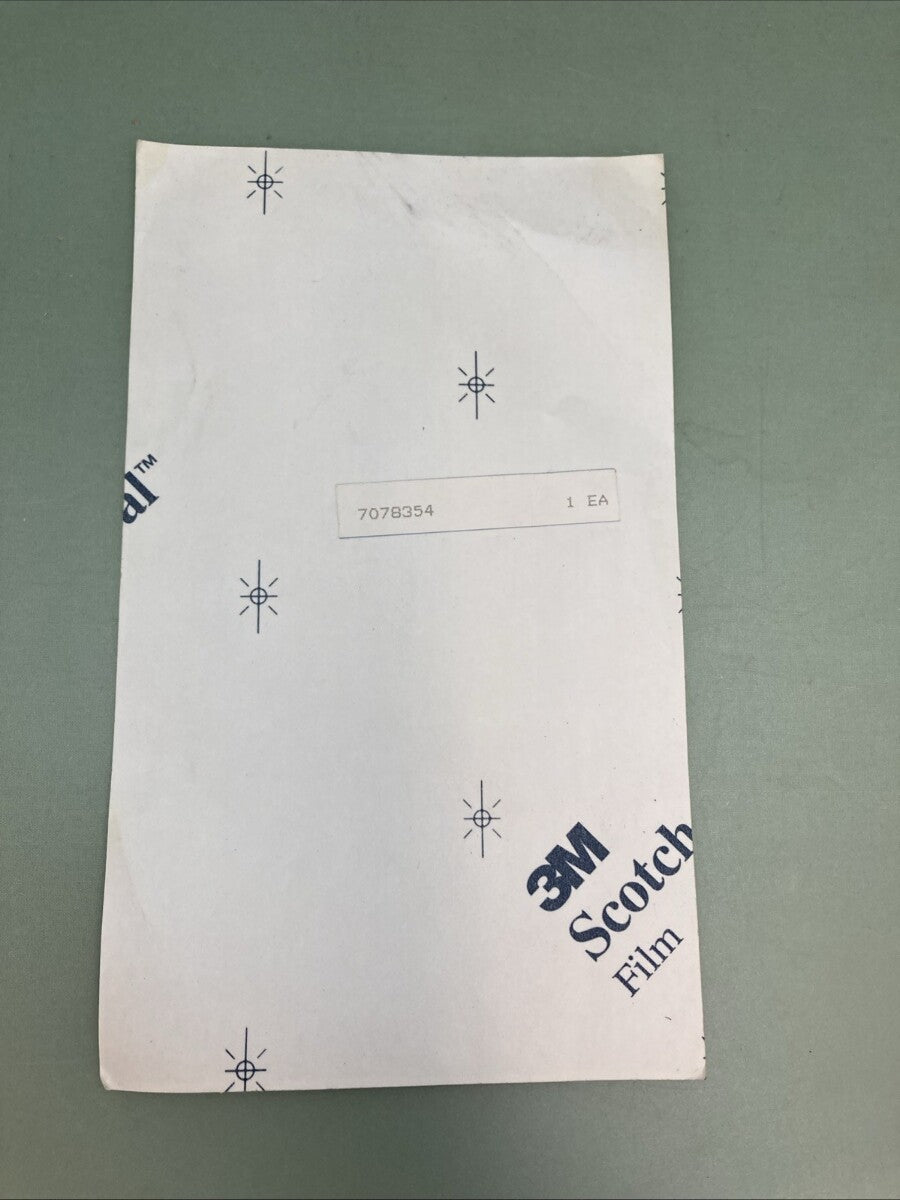 al™
7078354 1 EA
3M
Scotch
Film